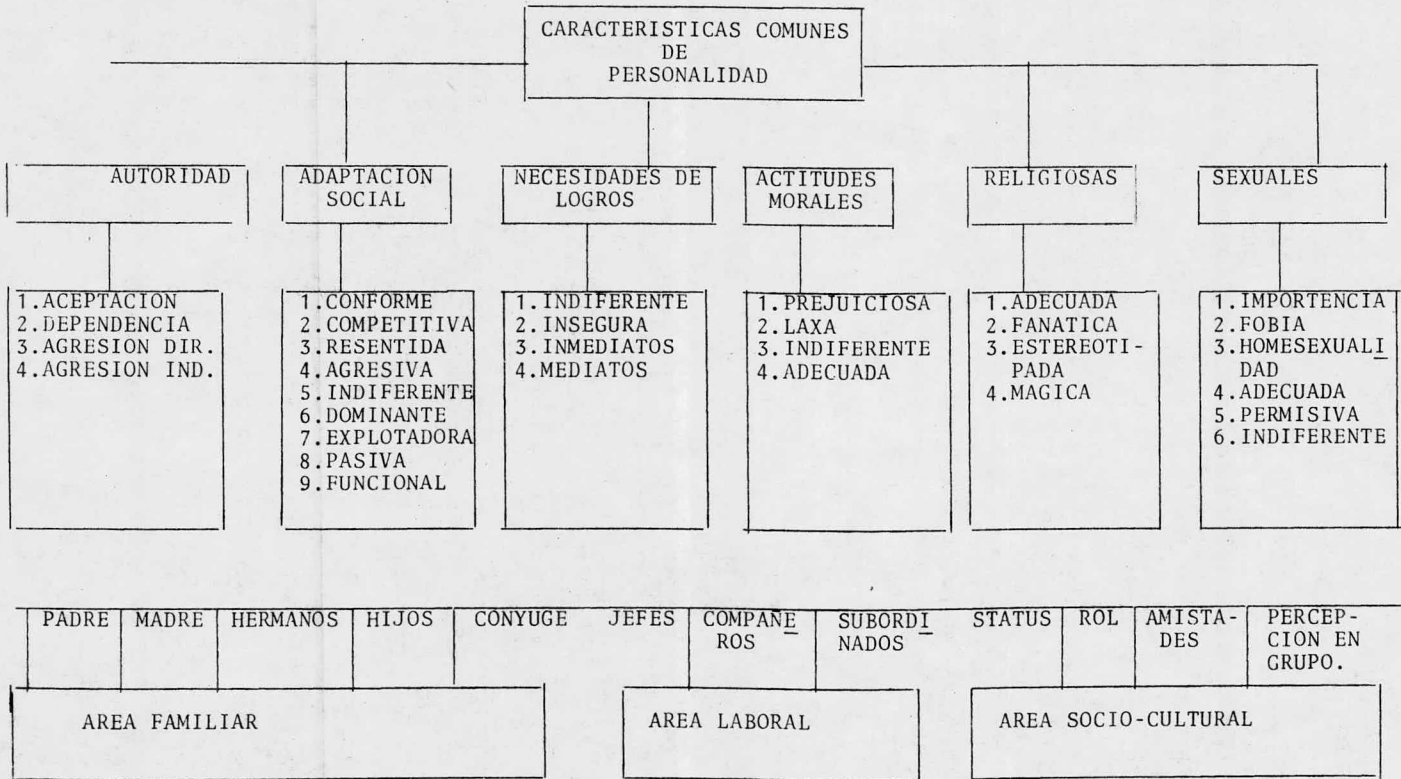 CARACTERISTICAS COMUNES
DE
PERSONALIDAD
AUTORIDAD
ADAPTACION
SOCIAL
NECESIDADES DE
LOGROS
ACTITUDES
MORALES
RELIGIOSAS
SEXUALES
1.ACEPTACION
2.DEPENDENCIA
3.AGRESION DIR.
4.AGRESION IND.
1.CONFORME
2.COMPETITIVA
3.RESENTIDA
4.AGRESIVA
5.INDIFERENTE
6.DOMINANTE
7.EXPLOTADORA
8.PASIVA
9.FUNCIONAL
1.INDIFERENTE
2.INSEGURA
3.INMEDIATOS
4.MEDIATOS
1.PREJUICIOSA
2.LAXA
3.INDIFERENTE
4.ADECUADA
1.ADECUADA
2.FANATICA
3.ESTEREOTI-
PADA
4.MAGICA
1.IMPORTENCIA
2.FOBIA
3.HOMESEXUALI
DAD
4.ADECUADA
5.PERMISIVA
6.INDIFERENTE
PADRE
MADRE
HERMANOS
HIJOS
CONYUGE
JEFES
COMPAÑE
ROS
SUBORDI
NADOS
STATUS
ROL
AMISTA-
DES
PERCEP-
CION EN
GRUPO.
AREA FAMILIAR
AREA LABORAL
AREA SOCIO-CULTURAL